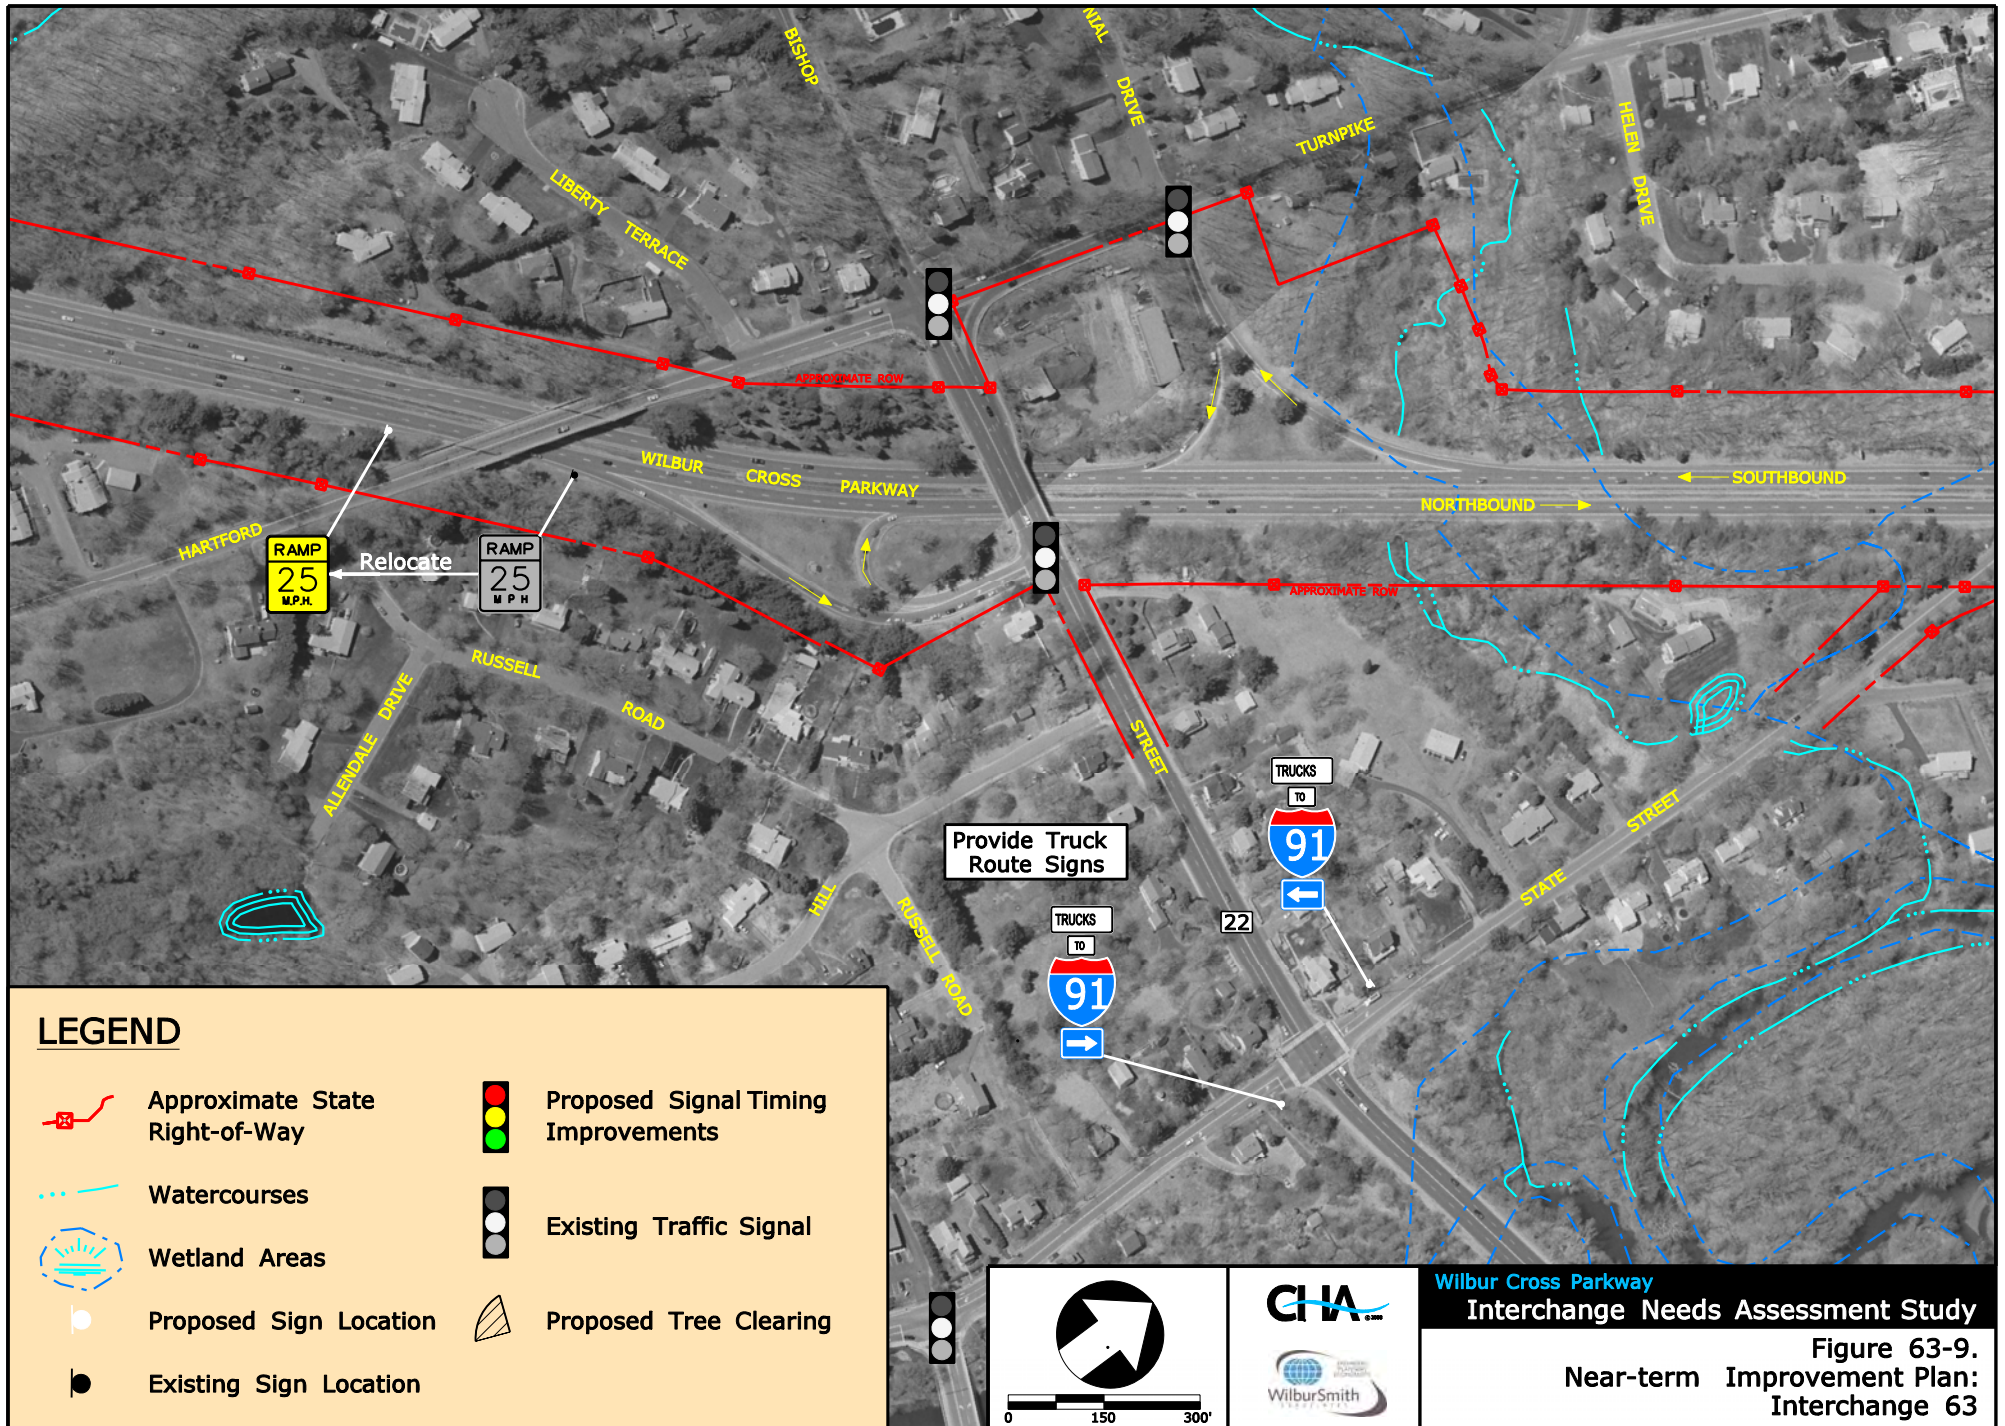 BISHOP
NIAL
DRIVE
TURNPIKE
HELEN DRIVE
LIBERTY TERRACE
APPROXIMATE ROW
WILBUR CROSS PARKWAY
SOUTHBOUND
NORTHBOUND
HARTFORD
RAMP
25
M.P.H.
Relocate
RAMP
25
M P H
APPROXIMATE ROW
RUSSELL ROAD
ALLENDALE DRIVE
STREET
TRUCKS
TO
91
Provide Truck
Route Signs
STATE STREET
HILL
RUSSELL ROAD
22
TRUCKS
TO
91
LEGEND
Approximate State
Right-of-Way
Watercourses
Wetland Areas
Proposed Sign Location
Existing Sign Location
Proposed Signal Timing
Improvements
Existing Traffic Signal
Proposed Tree Clearing
0 150 300'
CHA
WilburSmith
ASSOCIATES
Wilbur Cross Parkway
Interchange Needs Assessment Study
Figure 63-9.
Near-term Improvement Plan:
Interchange 63